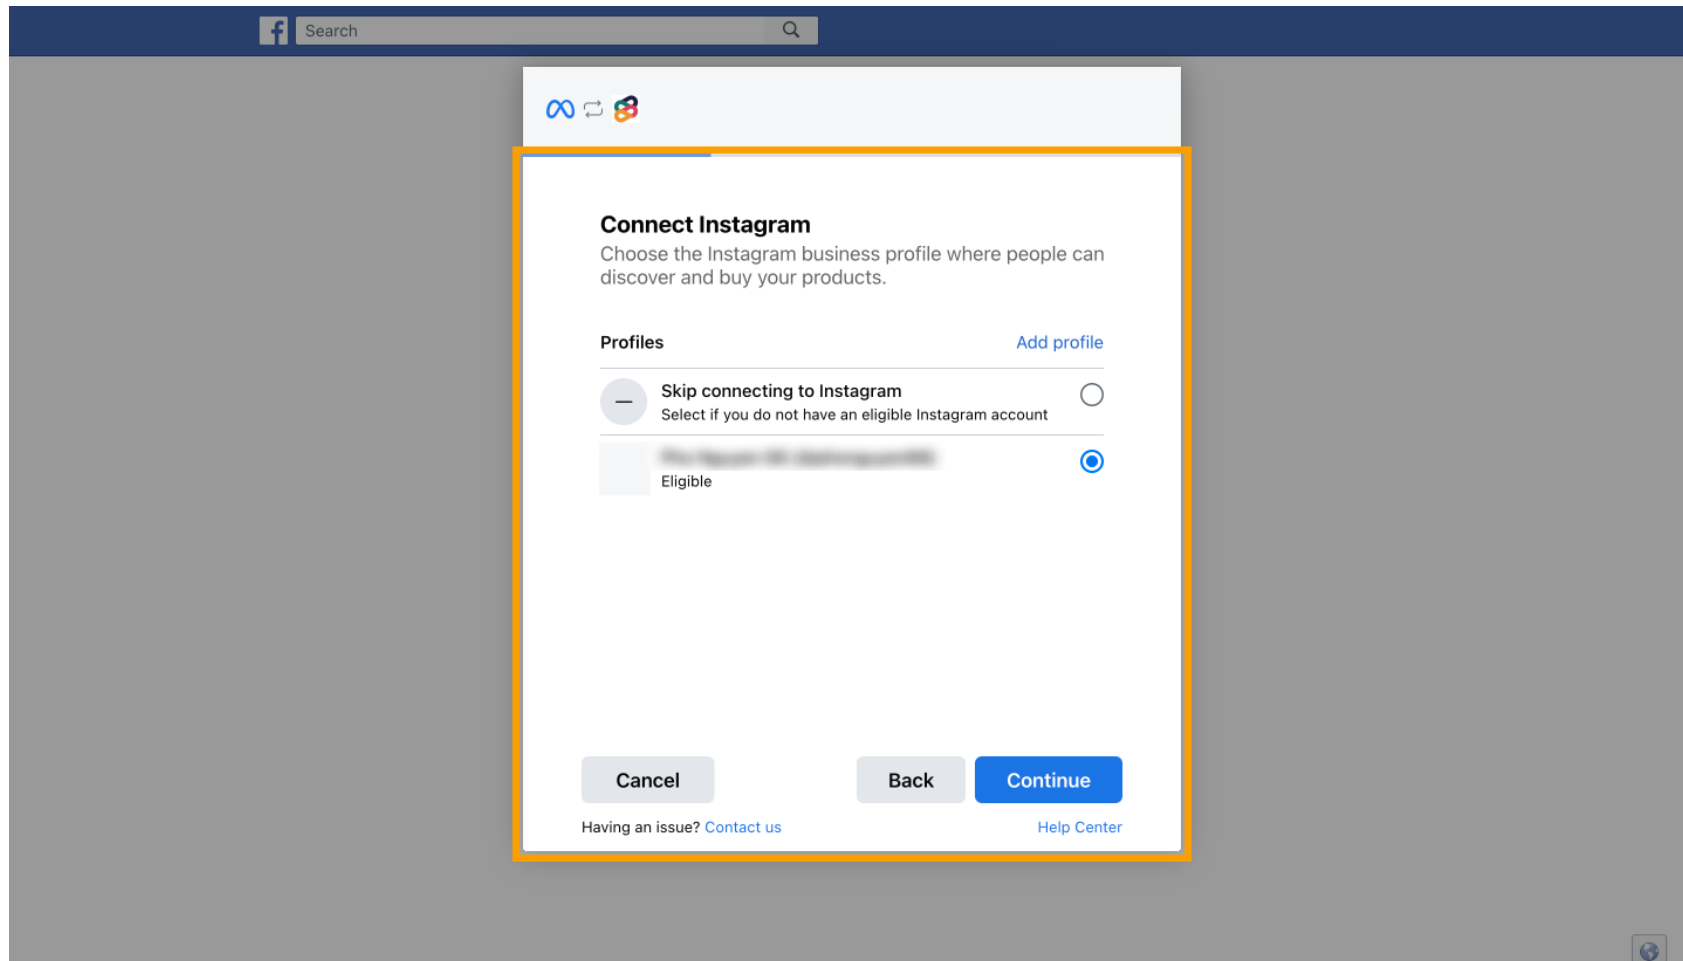 Search
Connect Instagram
Choose the Instagram business profile where people can
discover and buy your products.
Profiles
Add profile
Skip connecting to Instagram
Select if you do not have an eligible Instagram account
Eligible
Cancel
Back
Continue
Having an issue? Contact us
Help Center